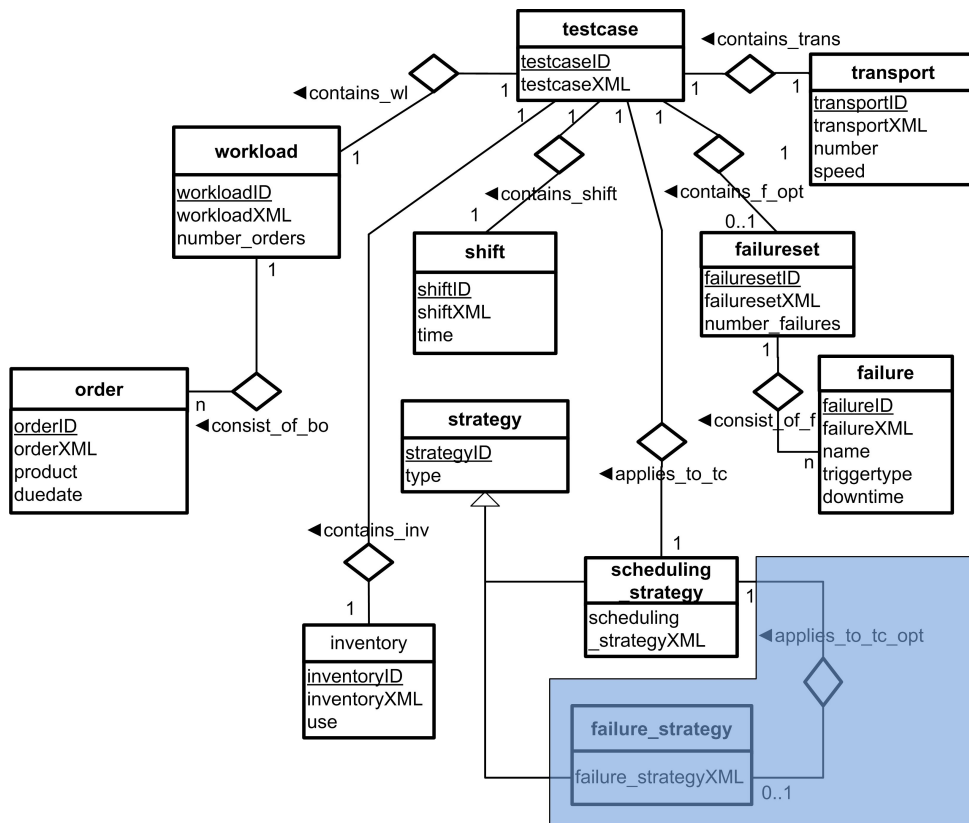 testcase
testcaseID
testcaseXML
◄contains_trans
transport
transportID
transportXML
number
speed
1
1
1
1
1
1
1
◄contains_wl
1
workload
workloadID
workloadXML
number_orders
1
◄contains_shift
1
shift
shiftID
shiftXML
time
1
◄contains_f_opt
0..1
failureset
failuresetID
failuresetXML
number_failures
1
order
orderID
orderXML
product
duedate
n
◄consist_of_bo
strategy
strategyID
type
◄consist_of_f
n
failure
failureID
failureXML
name
triggertype
downtime
◄applies_to_tc
1
◄contains_inv
1
inventory
inventoryID
inventoryXML
use
scheduling
_strategy
scheduling
_strategyXML
1
◄applies_to_tc_opt
failure_strategy
failure_strategyXML
0..1